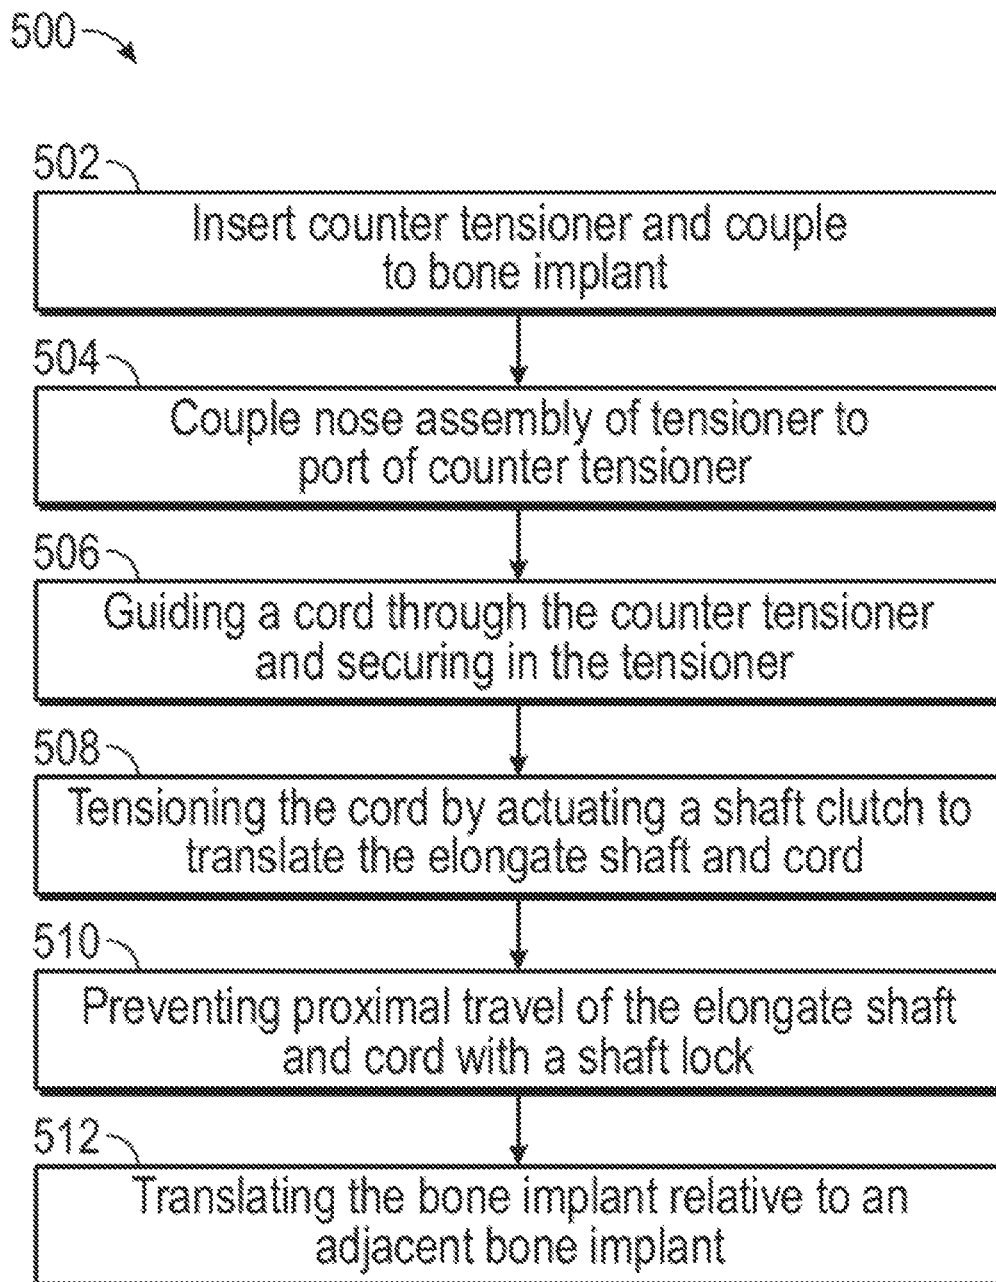 500
502
Insert counter tensioner and couple
to bone implant
504
Couple nose assembly of tensioner to
port of counter tensioner
506
Guiding a cord through the counter tensioner
and securing in the tensioner
508
Tensioning the cord by actuating a shaft clutch to
translate the elongate shaft and cord
510
Preventing proximal travel of the elongate shaft
and cord with a shaft lock
512
Translating the bone implant relative to an
adjacent bone implant